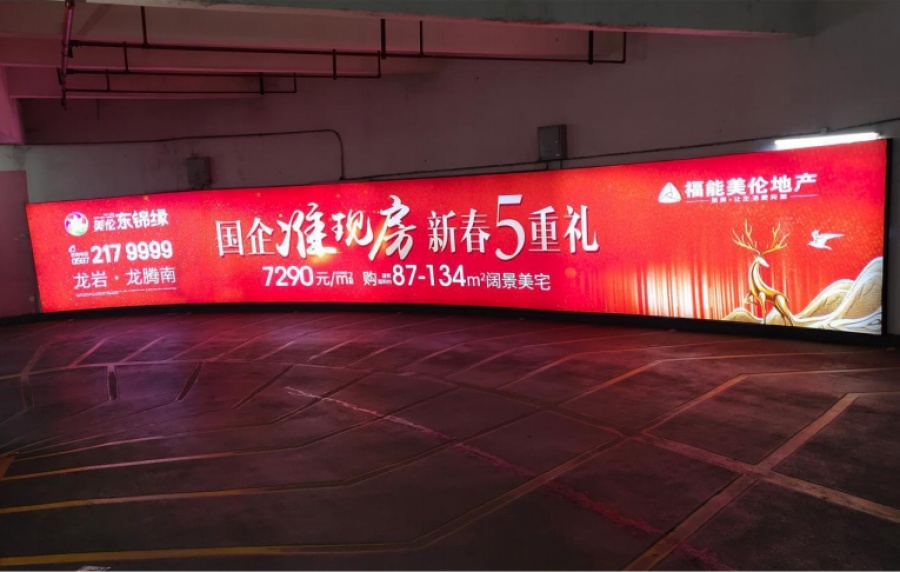 美伦东锦缘
0597 217 9999
龙岩·龙腾南
国企准现房 新春5重礼
7290元/m² 购 87-134m²阔景美宅
福能美伦地产